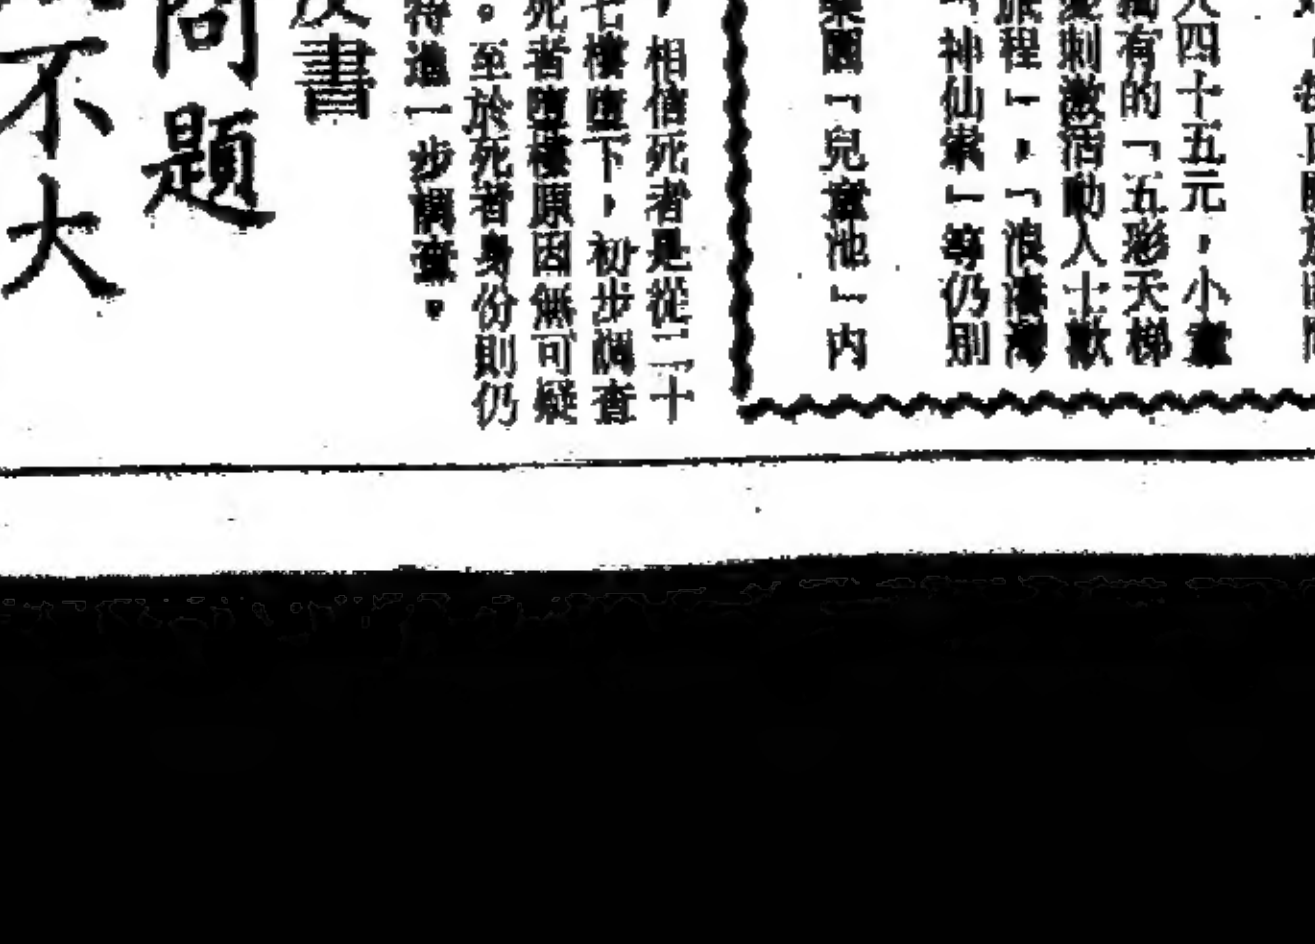 四十五元，小童
有的「五彩天梯
刺激活動人士歡
旅程」，「浪濤灣
神仙崇」等仍別
樂園「兒童池」內
，相信死者是從二十
七樓墮下，初步調查
死者墮樓原因無可疑
。至於死者身份則仍
待進一步調查。
書
問題
不大